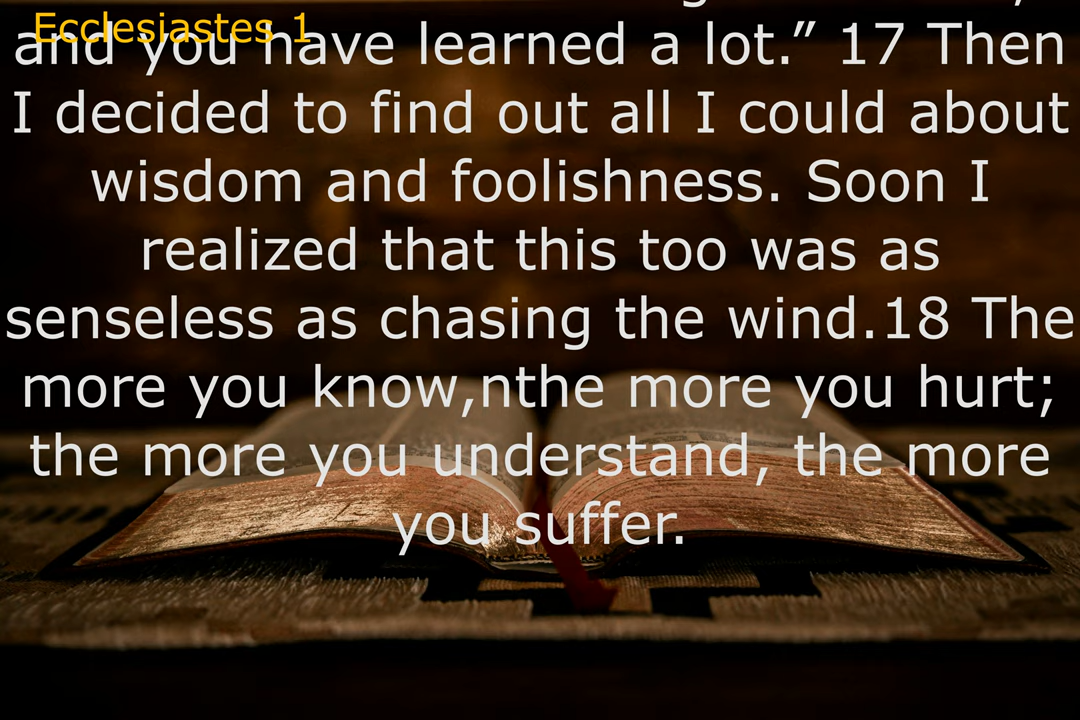 Ecclesiastes 1
and you have learned a lot.” 17 Then
I decided to find out all I could about
wisdom and foolishness. Soon I
realized that this too was as
senseless as chasing the wind.18 The
more you know,nthe more you hurt;
the more you understand, the more
you suffer.